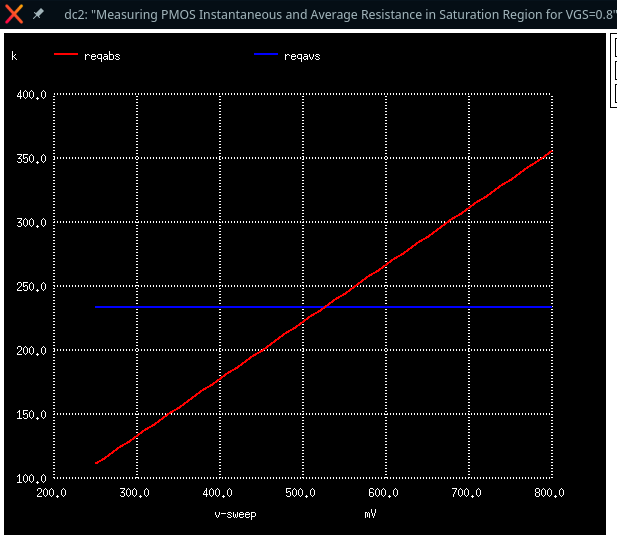 dc2: "Measuring PMOS Instantaneous and Average Resistance in Saturation Region for VGS=0.8"
k reqabs reqavs
400.0
350.0
300.0
250.0
200.0
150.0
100.0
200.0 300.0 400.0 500.0 600.0 700.0 800.0
v-sweep mV